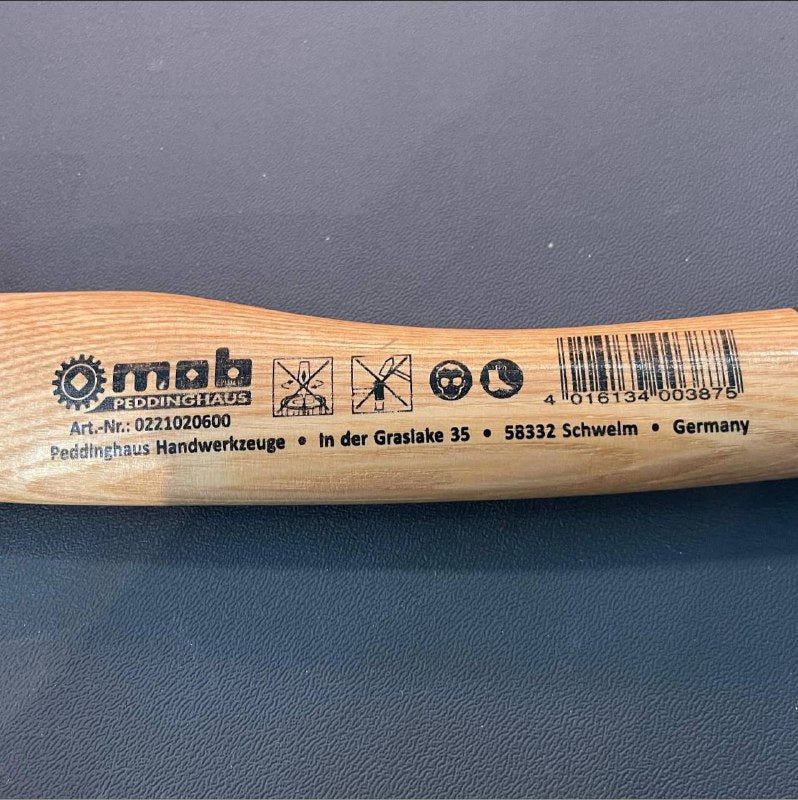 mob
PEDDINGHAUS
Art.-Nr.: 0221020600
Peddinghaus Handwerkzeuge • In der Graslake 35 • 58332 Schwelm • Germany
4 016134 003875